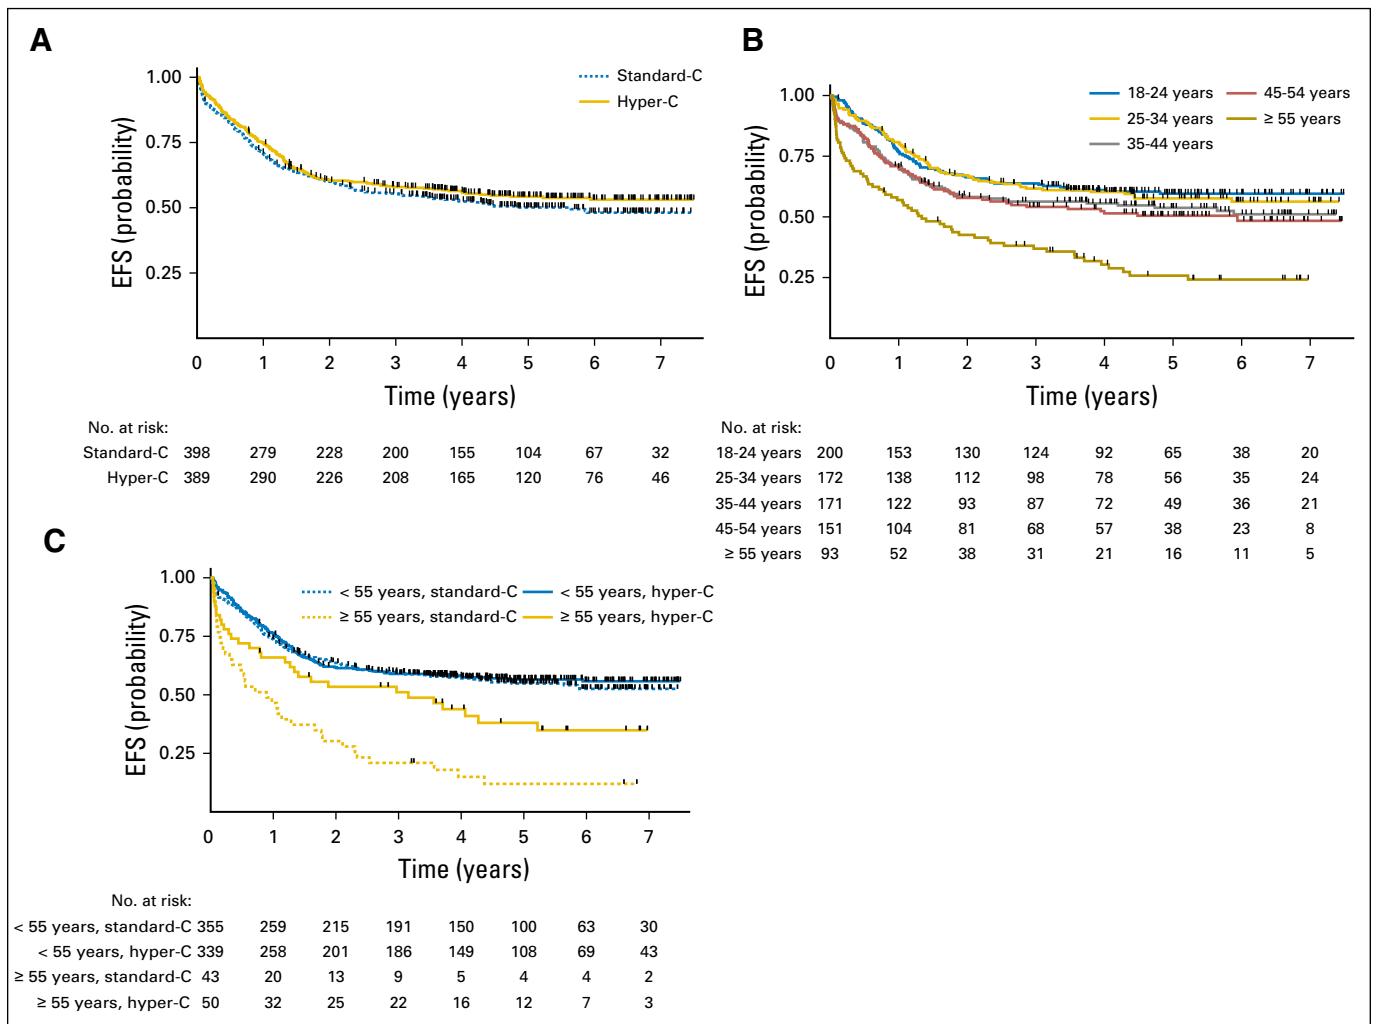 A
EFS (probability)
1.00
0.75
0.50
0.25
Standard-C
Hyper-C
0 1 2 3 4 5 6 7
Time (years)
No. at risk:
Standard-C 398 279 228 200 155 104 67 32
Hyper-C 389 290 226 208 165 120 76 46
B
EFS (probability)
1.00
0.75
0.50
0.25
18-24 years 45-54 years
25-34 years ≥ 55 years
35-44 years
0 1 2 3 4 5 6 7
Time (years)
No. at risk:
18-24 years 200 153 130 124 92 65 38 20
25-34 years 172 138 112 98 78 56 35 24
35-44 years 171 122 93 87 72 49 36 21
45-54 years 151 104 81 68 57 38 23 8
≥ 55 years 93 52 38 31 21 16 11 5
C
EFS (probability)
1.00
0.75
0.50
0.25
< 55 years, standard-C < 55 years, hyper-C
≥ 55 years, standard-C ≥ 55 years, hyper-C
0 1 2 3 4 5 6 7
Time (years)
No. at risk:
< 55 years, standard-C 355 259 215 191 150 100 63 30
< 55 years, hyper-C 339 258 201 186 149 108 69 43
≥ 55 years, standard-C 43 20 13 9 5 4 4 2
≥ 55 years, hyper-C 50 32 25 22 16 12 7 3